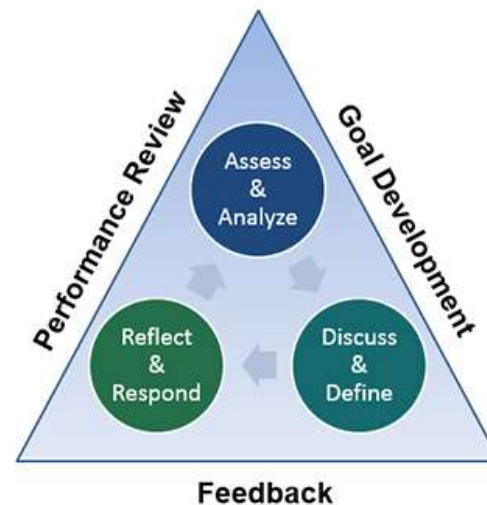 Performance Review
Goal Development
Assess
&
Analyze
Reflect
&
Respond
Discuss
&
Define
Feedback